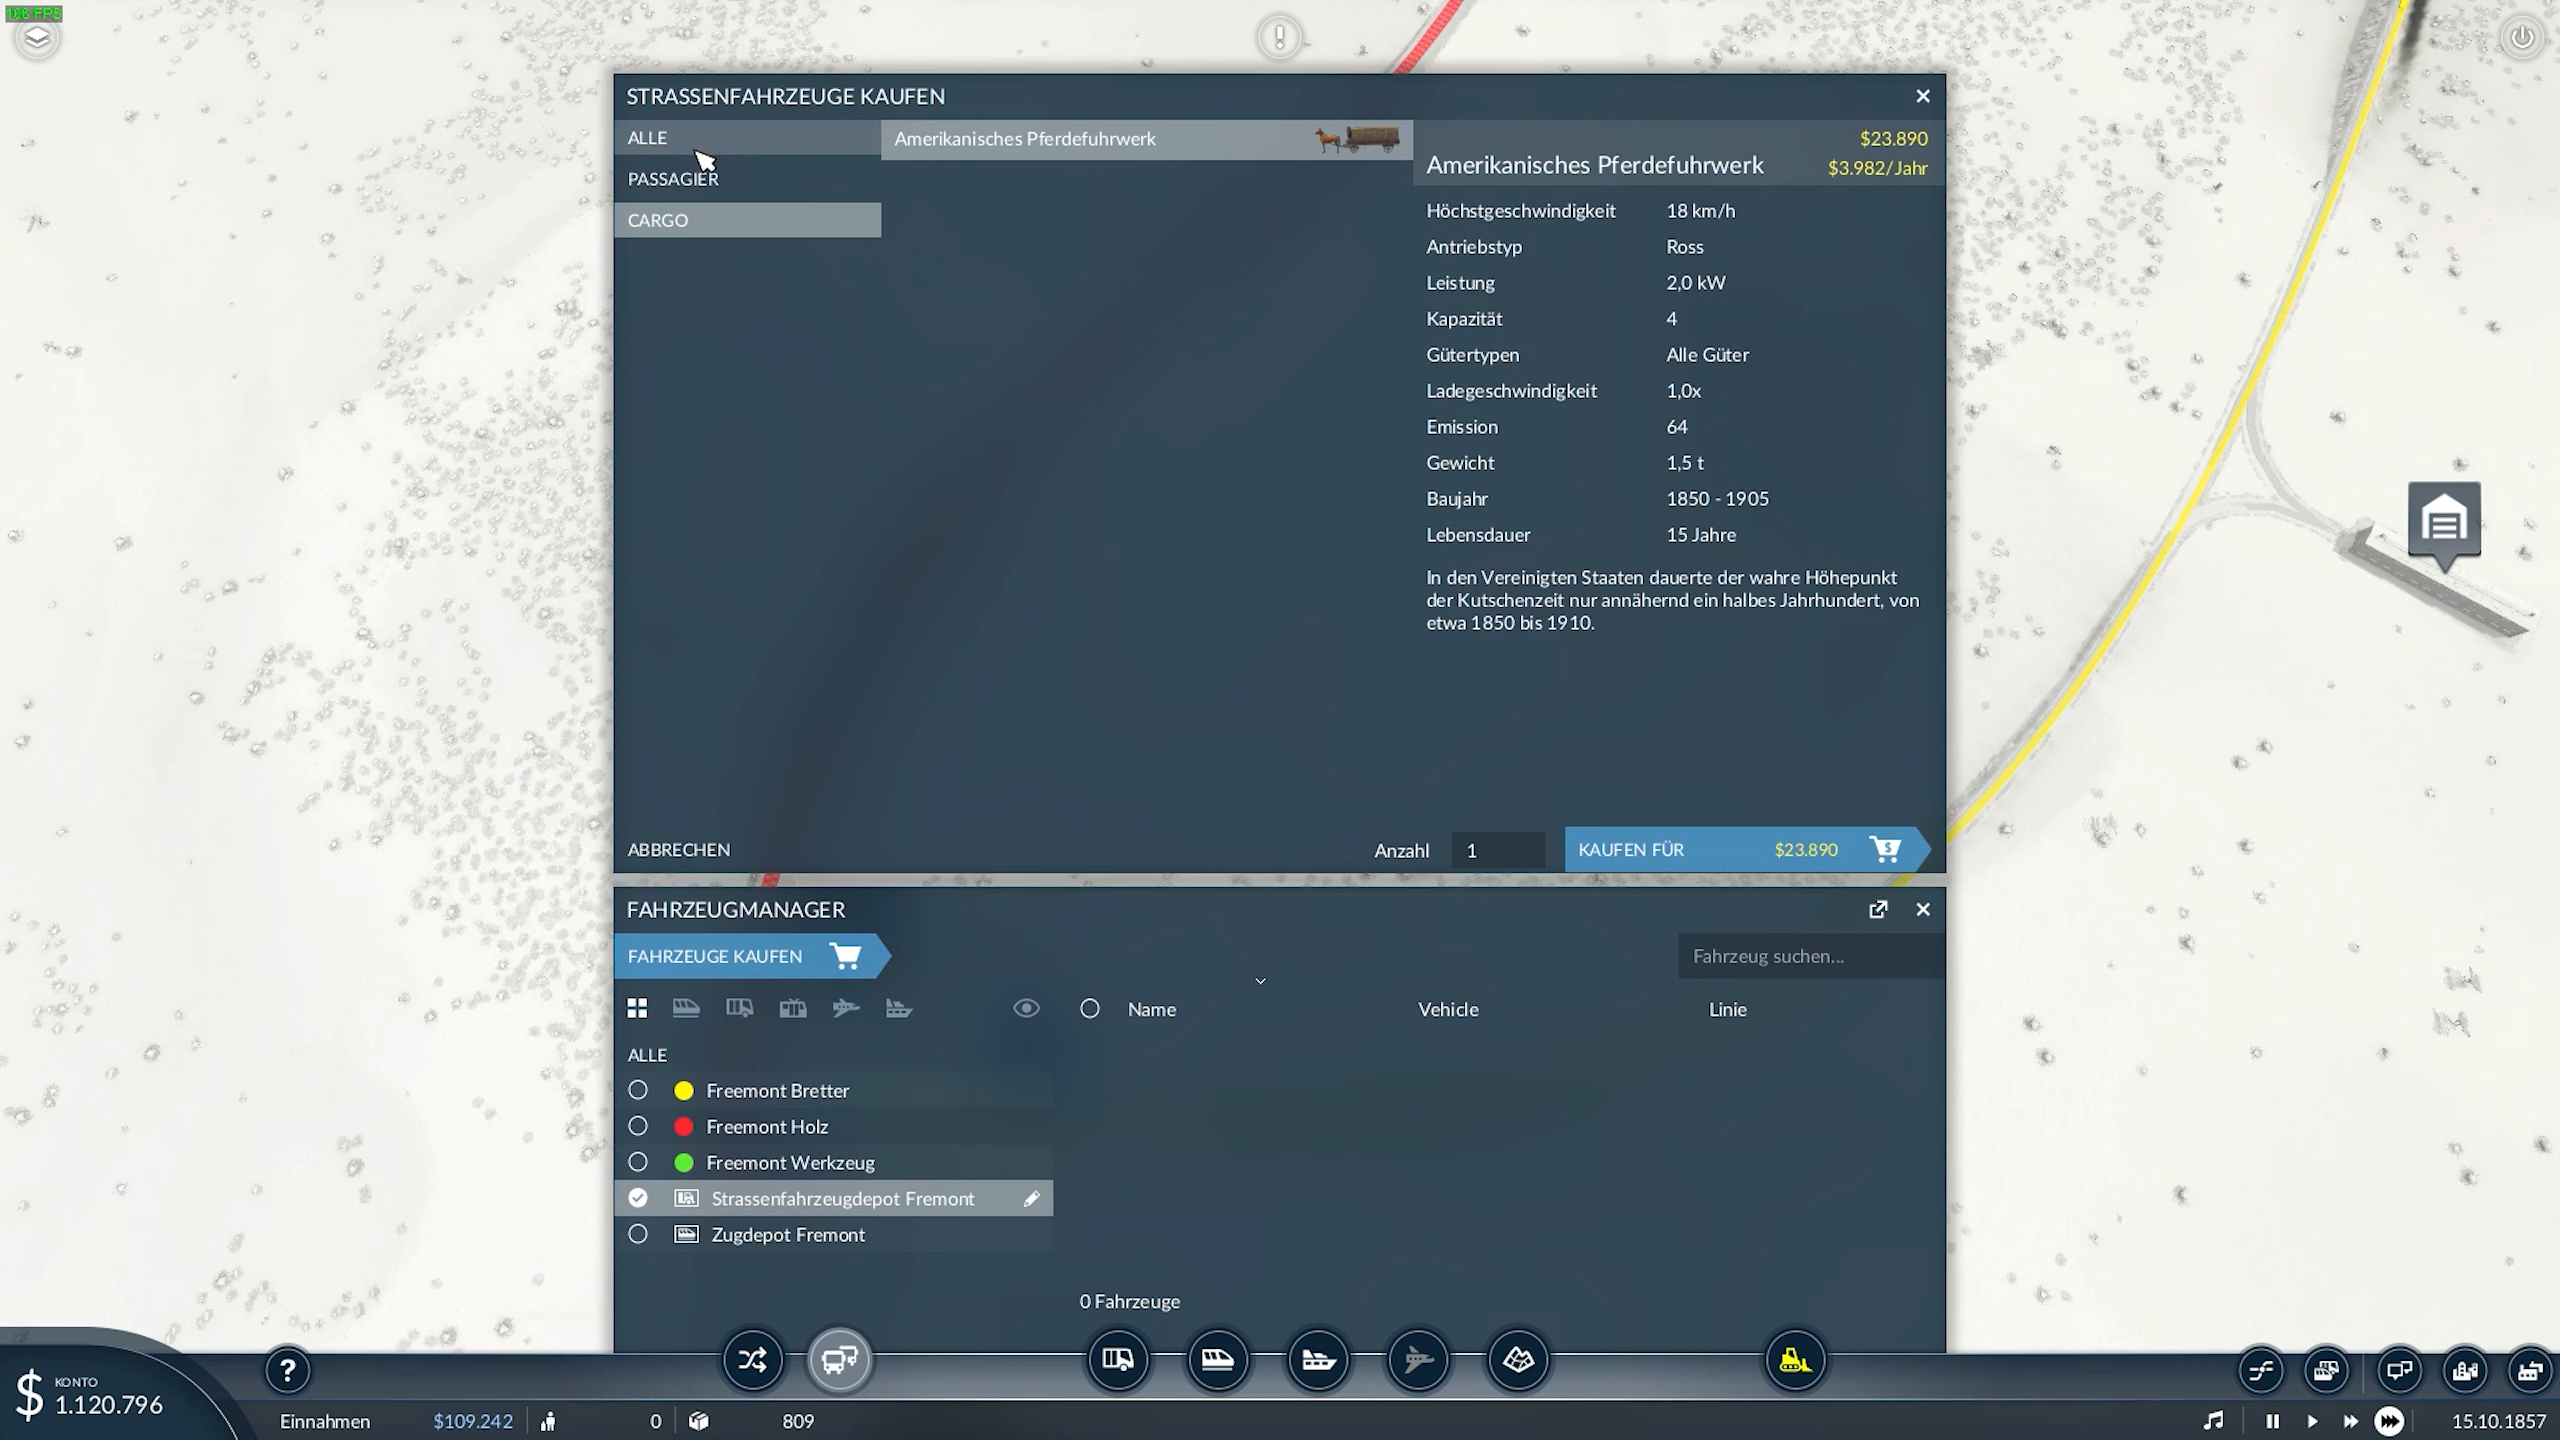 108 FPS
STRASSENFAHRZEUGE KAUFEN
ALLE
PASSAGIER
CARGO
Amerikanisches Pferdefuhrwerk
$23.890
Amerikanisches Pferdefuhrwerk
$3.982/Jahr
Höchstgeschwindigkeit 18 km/h
Antriebstyp Ross
Leistung 2,0 kW
Kapazität 4
Gütertypen Alle Güter
Ladegeschwindigkeit 1,0x
Emission 64
Gewicht 1,5 t
Baujahr 1850 - 1905
Lebensdauer 15 Jahre
In den Vereinigten Staaten dauerte der wahre Höhepunkt
der Kutschenzeit nur annähernd ein halbes Jahrhundert, von
etwa 1850 bis 1910.
ABBRECHEN
Anzahl 1
KAUFEN FÜR $23.890
FAHRZEUGMANAGER
FAHRZEUGE KAUFEN
Fahrzeug suchen...
Name Vehicle Linie
ALLE
Freemont Bretter
Freemont Holz
Freemont Werkzeug
Strassenfahrzeugdepot Fremont
Zugdepot Fremont
0 Fahrzeuge
KONTO
$ 1.120.796
?
Einnahmen $109.242 0 809
15.10.1857